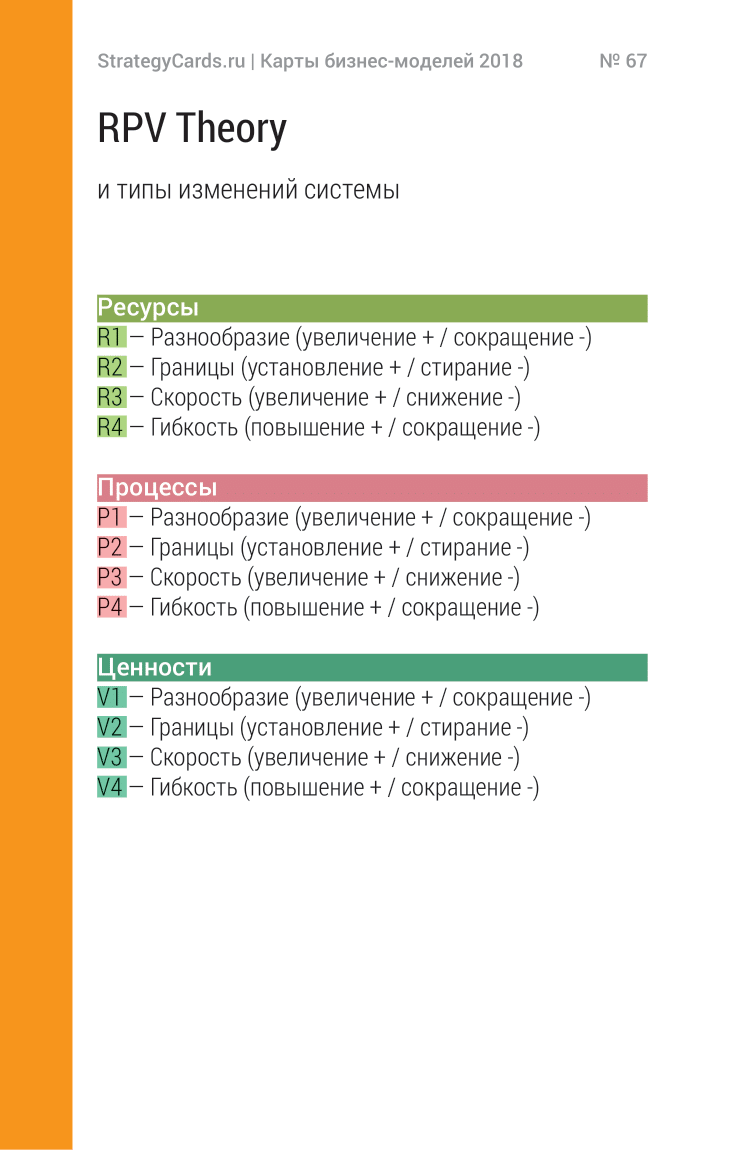 StrategyCards.ru | Карты бизнес-моделей 2018 № 67
RPV Theory
и типы изменений системы
Ресурсы
R1 – Разнообразие (увеличение + / сокращение -)
R2 – Границы (установление + / стирание -)
R3 – Скорость (увеличение + / снижение -)
R4 – Гибкость (повышение + / сокращение -)
Процессы
P1 – Разнообразие (увеличение + / сокращение -)
P2 – Границы (установление + / стирание -)
P3 – Скорость (увеличение + / снижение -)
P4 – Гибкость (повышение + / сокращение -)
Ценности
V1 – Разнообразие (увеличение + / сокращение -)
V2 – Границы (установление + / стирание -)
V3 – Скорость (увеличение + / снижение -)
V4 – Гибкость (повышение + / сокращение -)